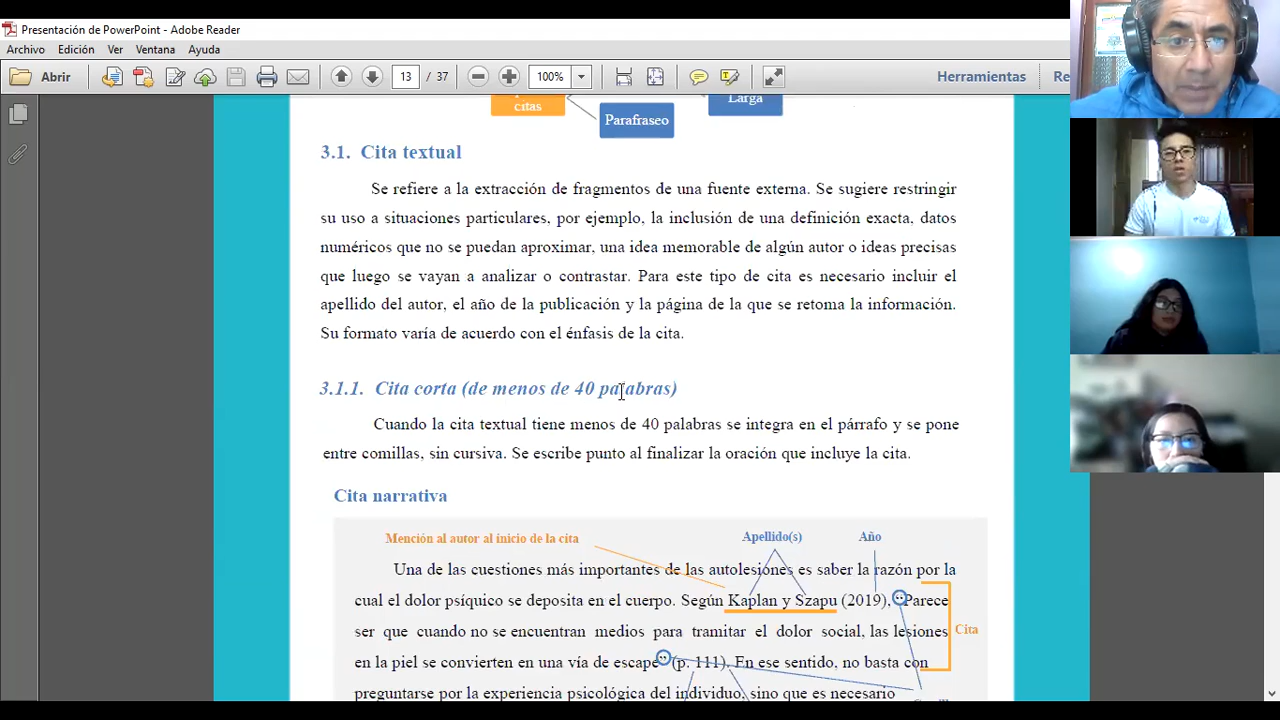 Presentación de PowerPoint - Adobe Reader
Archivo Edición Ver Ventana Ayuda
Abrir 13 / 37 100% Herramientas Re
citas Larga
Parafraseo
3.1. Cita textual
Se refiere a la extracción de fragmentos de una fuente externa. Se sugiere restringir
su uso a situaciones particulares, por ejemplo, la inclusión de una definición exacta, datos
numéricos que no se puedan aproximar, una idea memorable de algún autor o ideas precisas
que luego se vayan a analizar o contrastar. Para este tipo de cita es necesario incluir el
apellido del autor, el año de la publicación y la página de la que se retoma la información.
Su formato varía de acuerdo con el énfasis de la cita.
3.1.1. Cita corta (de menos de 40 palabras)
Cuando la cita textual tiene menos de 40 palabras se integra en el párrafo y se pone
entre comillas, sin cursiva. Se escribe punto al finalizar la oración que incluye la cita.
Cita narrativa
Mención al autor al inicio de la cita Apellido(s) Año
Una de las cuestiones más importantes de las autolesiones es saber la razón por la
cual el dolor psíquico se deposita en el cuerpo. Según Kaplan y Szapu (2019), “Parece
ser que cuando no se encuentran medios para tramitar el dolor social, las lesiones Cita
en la piel se convierten en una vía de escape” (p. 111). En ese sentido, no basta con
preguntarse por la experiencia psicológica del individuo, sino que es necesario